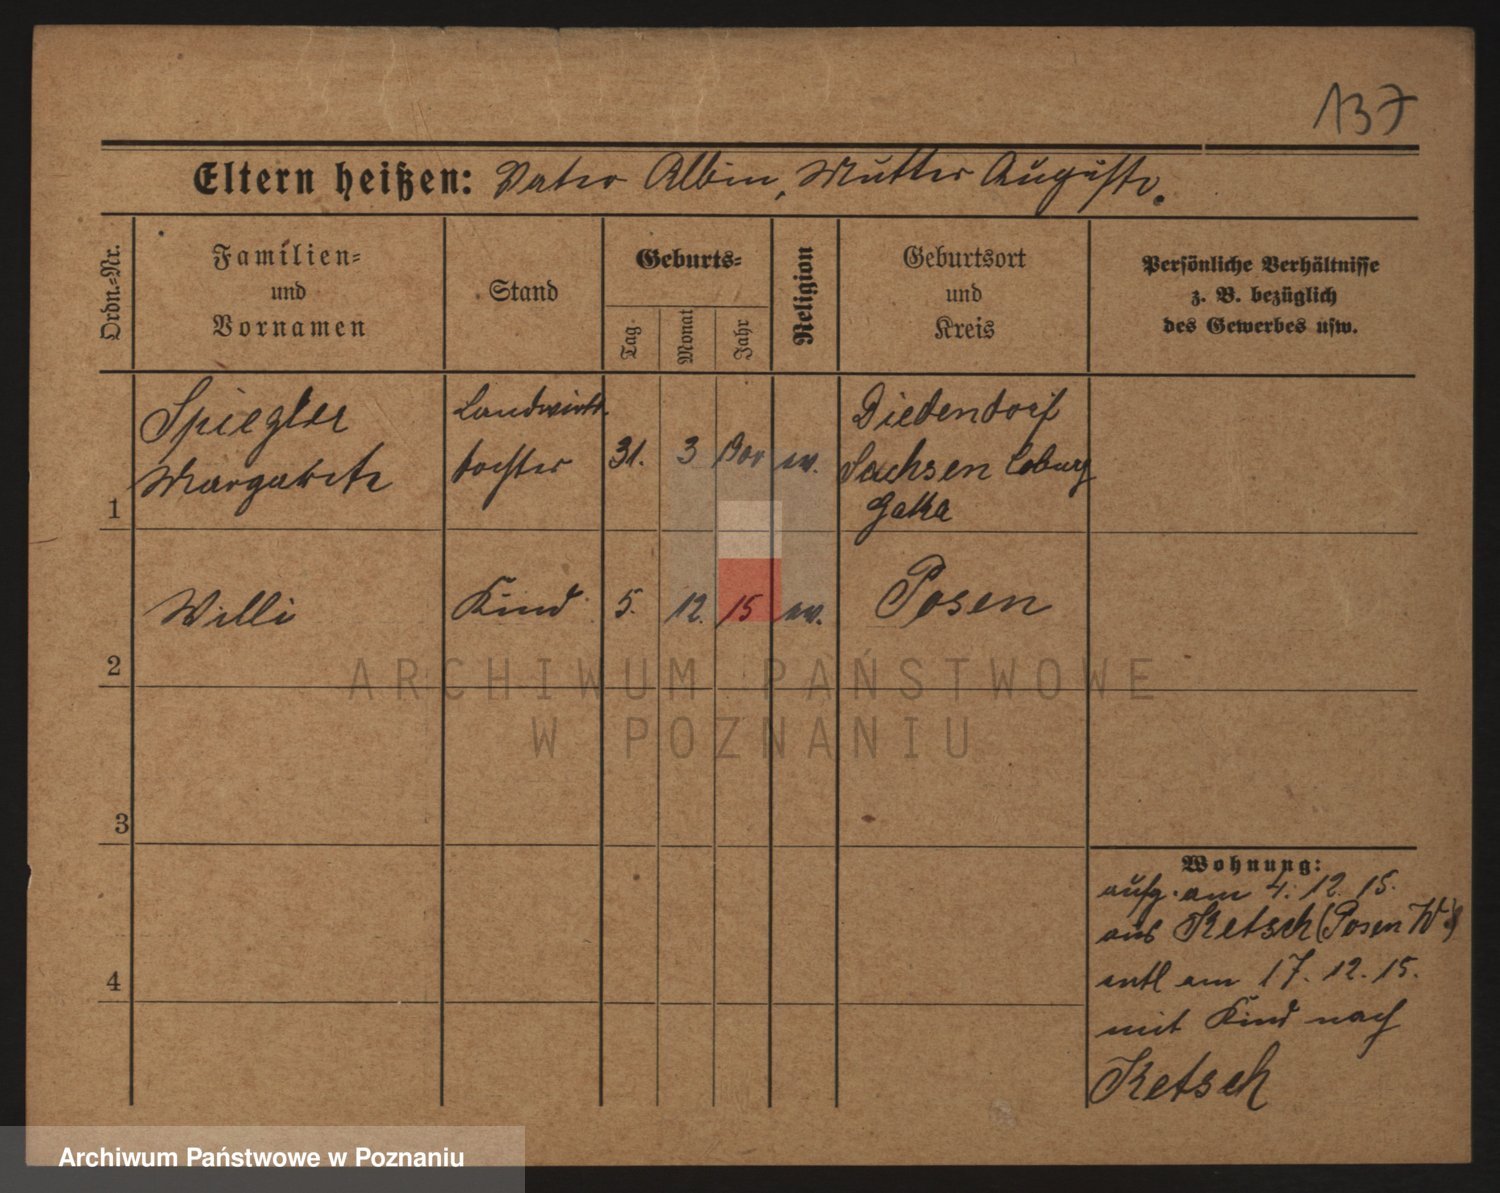 137
Eltern heißen: Vater Albin, Mutter Auguste.
Ordn.-Nr.
Familien-
und
Vornamen
Stand
Geburts-
Tag
Monat
Jahr
Religion
Geburtsort
und
Kreis
Persönliche Verhältnisse
z. B. bezüglich
des Gewerbes usw.
1
Spiegler
Margarete
Landwirts
tochter
31. 3 ev.
Diedendorf
Sachsen Coburg
Gotha
2
Willi
Kind
5. 12. 15 ev.
Posen
3
4
Wohnung:
aufg. am 4. 12. 15.
aus Ketsch (Posen W.)
entl am 17. 12. 15.
mit Kind nach
Ketsch
ARCHIWUM PAŃSTWOWE
W POZNANIU
Archiwum Państwowe w Poznaniu